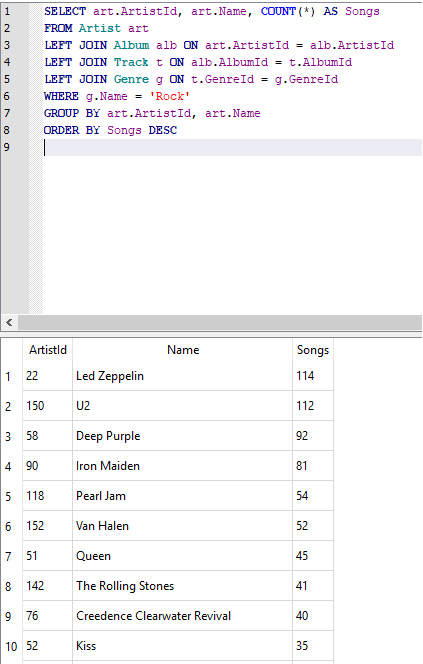 1 SELECT art.ArtistId, art.Name, COUNT(*) AS Songs
2 FROM Artist art
3 LEFT JOIN Album alb ON art.ArtistId = alb.ArtistId
4 LEFT JOIN Track t ON alb.AlbumId = t.AlbumId
5 LEFT JOIN Genre g ON t.GenreId = g.GenreId
6 WHERE g.Name = 'Rock'
7 GROUP BY art.ArtistId, art.Name
8 ORDER BY Songs DESC
9
ArtistId Name Songs
1 22 Led Zeppelin 114
2 150 U2 112
3 58 Deep Purple 92
4 90 Iron Maiden 81
5 118 Pearl Jam 54
6 152 Van Halen 52
7 51 Queen 45
8 142 The Rolling Stones 41
9 76 Creedence Clearwater Revival 40
10 52 Kiss 35